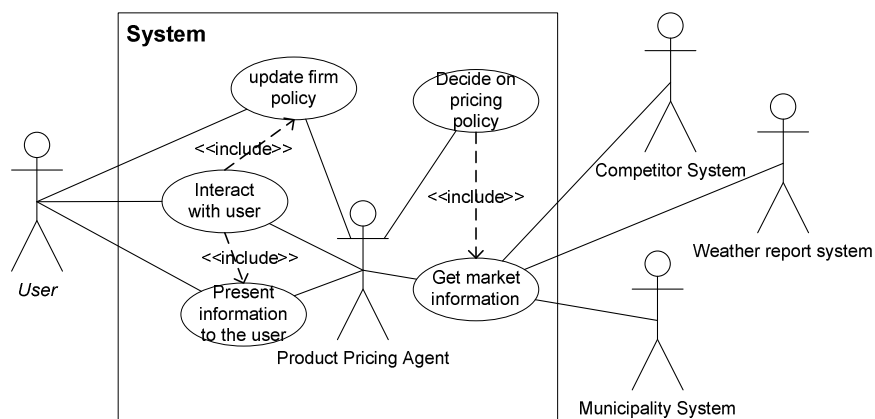 System
update firm
policy
Decide on
pricing
policy
<<include>>
Interact
with user
<<include>>
<<include>>
Present
information
to the user
Get market
information
Product Pricing Agent
User
Competitor System
Weather report system
Municipality System